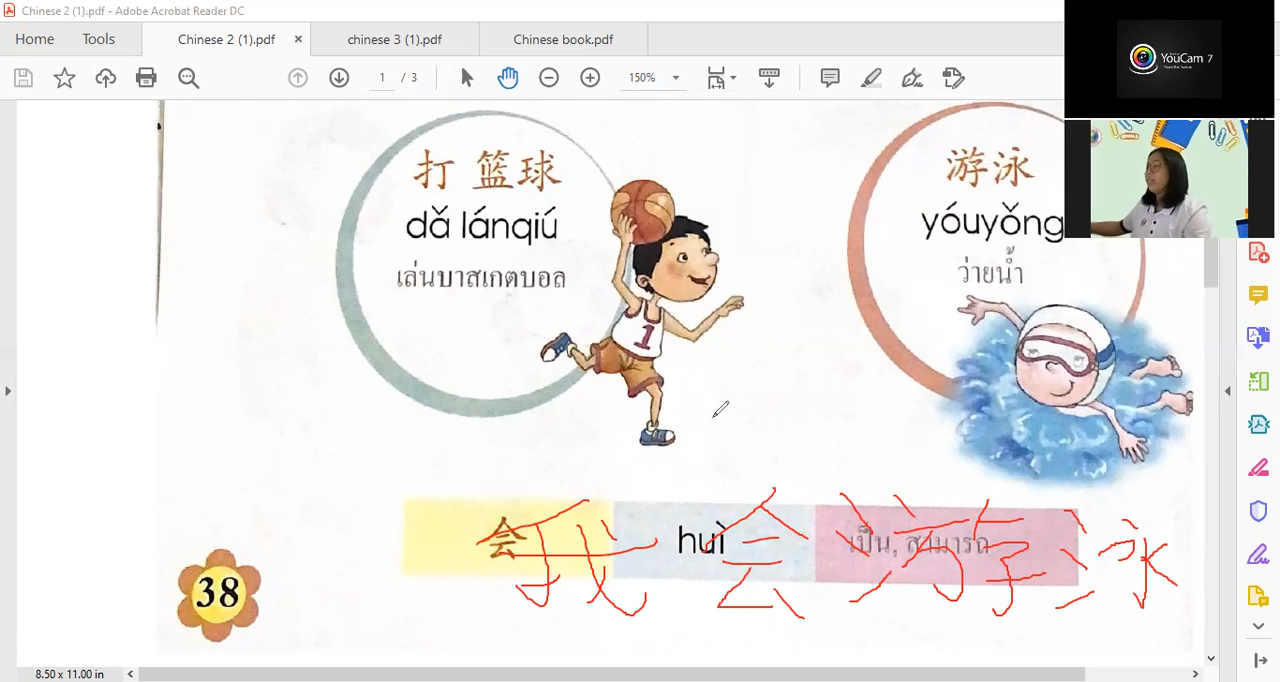 Chinese 2 (1).pdf - Adobe Acrobat Reader DC
Home Tools Chinese 2 (1).pdf × chinese 3 (1).pdf Chinese book.pdf
1 / 3 150%
YouCam 7
打 篮 球
dǎ lánqiú
เล่นบาสเกตบอล
游泳
yóuyǒng
ว่ายน้ำ
1
会 huì เป็น, สามารถ
我会游泳
38
8.50 x 11.00 in